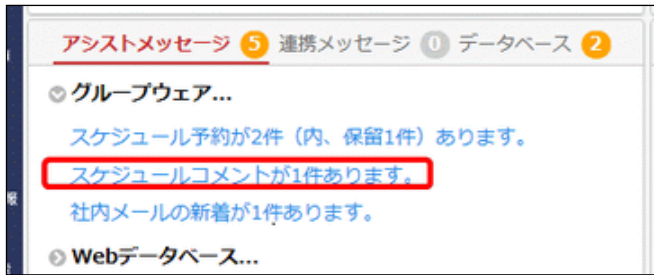 アシストメッセージ 5 連携メッセージ 0 データベース 2
グループウェア...
スケジュール予約が2件（内、保留1件）あります。
スケジュールコメントが1件あります。
社内メールの新着が1件あります。
Webデータベース...